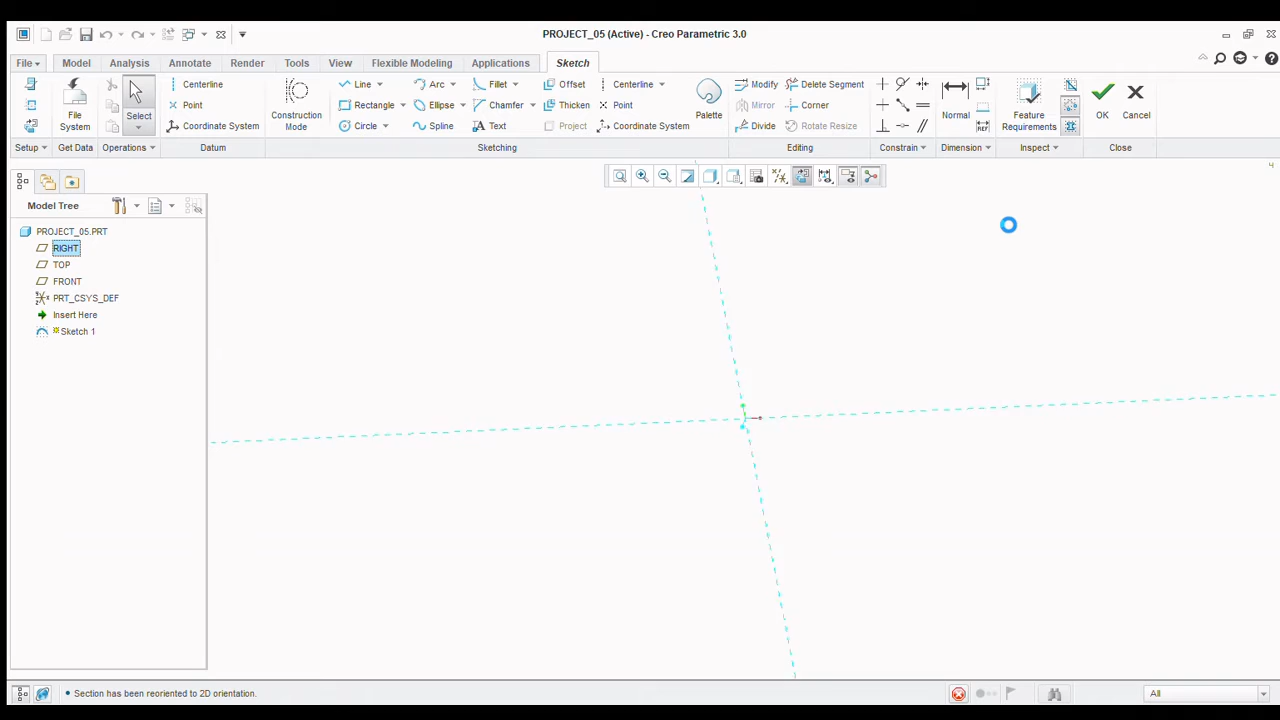 PROJECT_05 (Active) - Creo Parametric 3.0
File Model Analysis Annotate Render Tools View Flexible Modeling Applications Sketch
Centerline Line Arc Fillet Offset Centerline Modify Delete Segment
Point Rectangle Ellipse Chamfer Thicken Point Mirror Corner
Coordinate System Circle Spline Text Project Coordinate System Divide Rotate Resize
File System Select Construction Mode Palette Normal Feature Requirements OK Cancel
Setup Get Data Operations Datum Sketching Editing Constrain Dimension Inspect Close
Model Tree
PROJECT_05.PRT
RIGHT
TOP
FRONT
PRT_CSYS_DEF
Insert Here
Sketch 1
Section has been reoriented to 2D orientation.
All